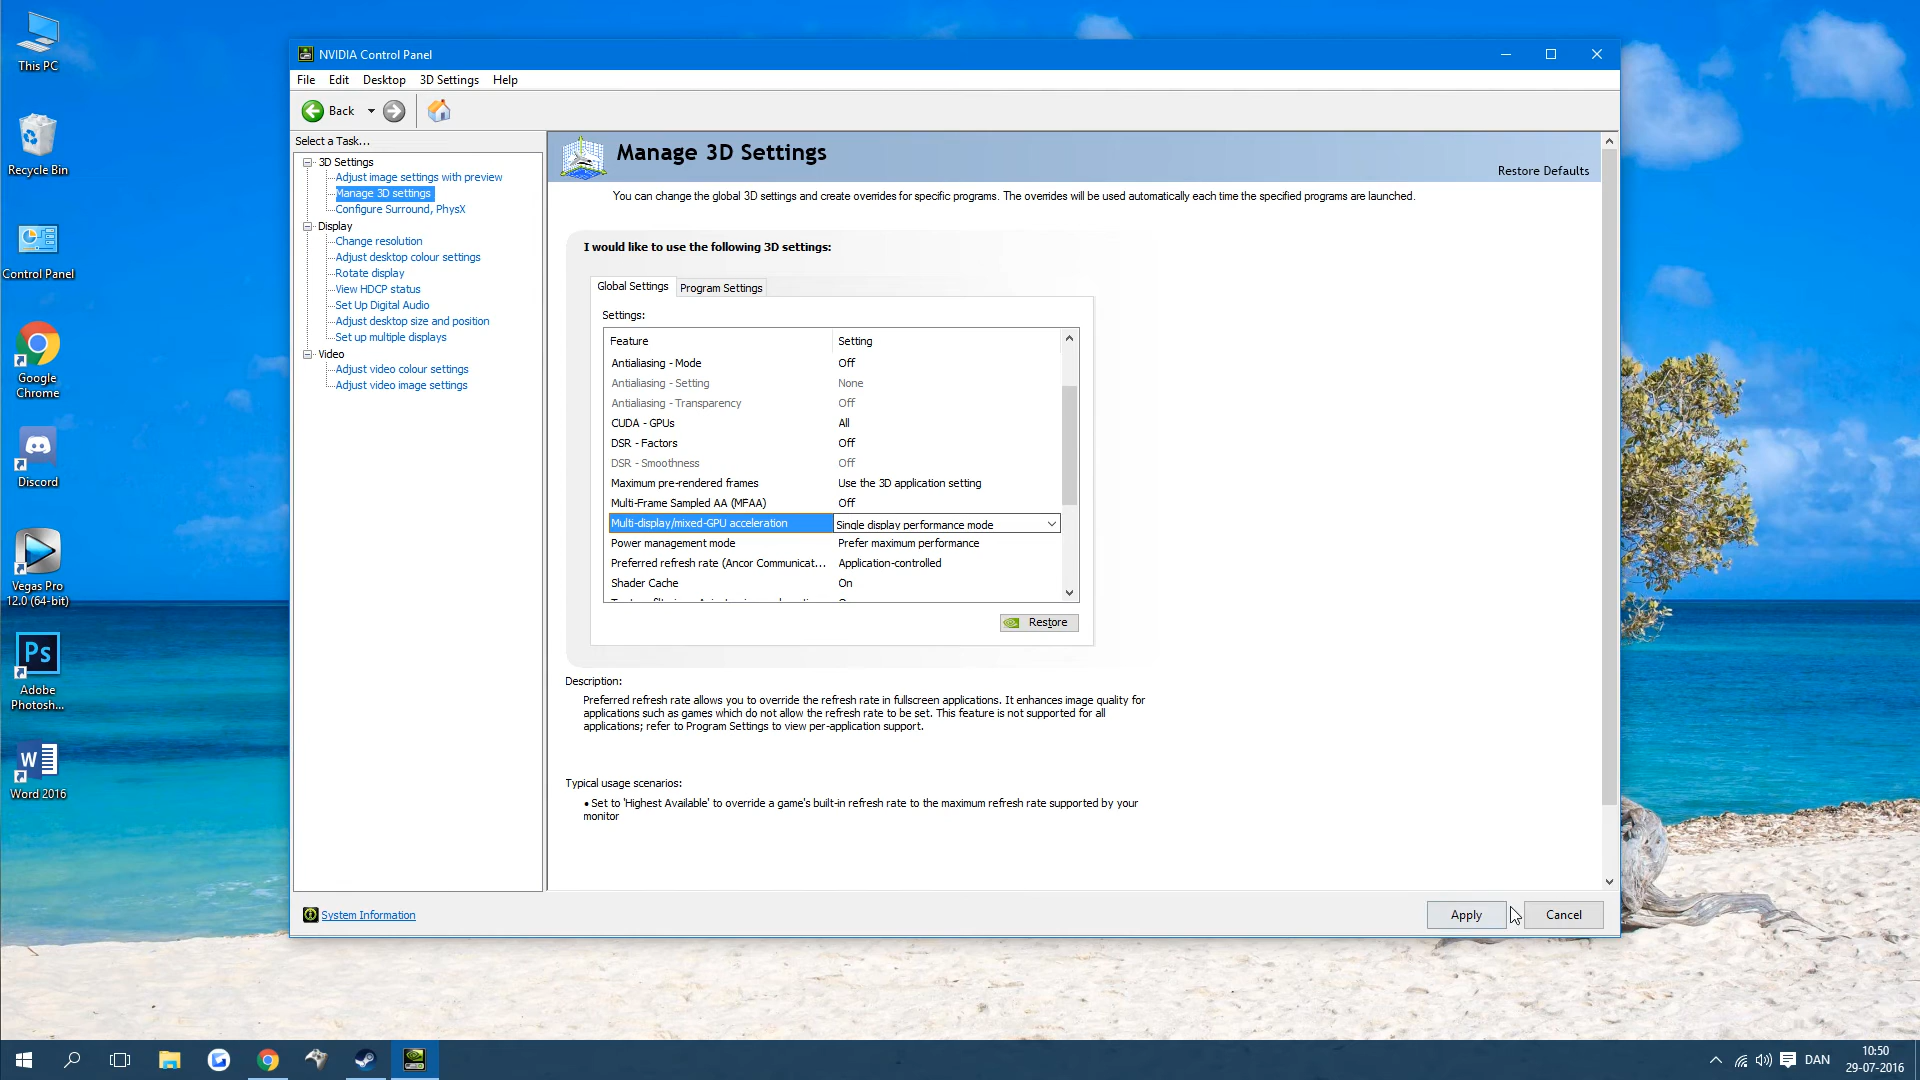 This PC
Recycle Bin
Control Panel
Google
Chrome
Discord
Vegas Pro
12.0 (64-bit)
Ps
Adobe
Photosh...
W
Word 2016
NVIDIA Control Panel
File Edit Desktop 3D Settings Help
Back
Select a Task...
3D Settings
Adjust image settings with preview
Manage 3D settings
Configure Surround, PhysX
Display
Change resolution
Adjust desktop colour settings
Rotate display
View HDCP status
Set Up Digital Audio
Adjust desktop size and position
Set up multiple displays
Video
Adjust video colour settings
Adjust video image settings
Manage 3D Settings
Restore Defaults
You can change the global 3D settings and create overrides for specific programs. The overrides will be used automatically each time the specified programs are launched.
I would like to use the following 3D settings:
Global Settings Program Settings
Settings:
Feature Setting
Antialiasing - Mode Off
Antialiasing - Setting None
Antialiasing - Transparency Off
CUDA - GPUs All
DSR - Factors Off
DSR - Smoothness Off
Maximum pre-rendered frames Use the 3D application setting
Multi-Frame Sampled AA (MFAA) Off
Multi-display/mixed-GPU acceleration Single display performance mode
Power management mode Prefer maximum performance
Preferred refresh rate (Ancor Communicat... Application-controlled
Shader Cache On
Restore
Description:
Preferred refresh rate allows you to override the refresh rate in fullscreen applications. It enhances image quality for
applications such as games which do not allow the refresh rate to be set. This feature is not supported for all
applications; refer to Program Settings to view per-application support.
Typical usage scenarios:
• Set to 'Highest Available' to override a game's built-in refresh rate to the maximum refresh rate supported by your
monitor
System Information
Apply Cancel
DAN
10:50
29-07-2016